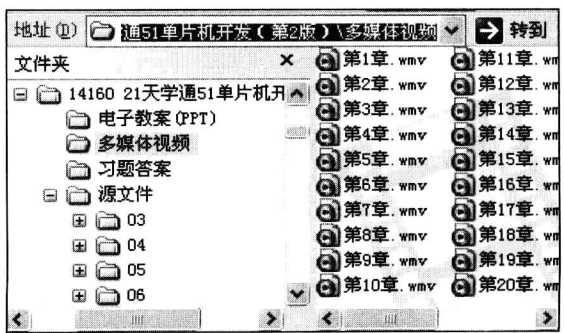 地址(D) 通51单片机开发(第2版)\多媒体视频 转到
文件夹 ×
14160 21天学通51单片机开
电子教案(PPT)
多媒体视频
习题答案
源文件
03
04
05
06
第1章.wmv
第2章.wmv
第3章.wmv
第4章.wmv
第5章.wmv
第6章.wmv
第7章.wmv
第8章.wmv
第9章.wmv
第10章.wmv
第11章.wm
第12章.wm
第13章.wm
第14章.wm
第15章.wm
第16章.wm
第17章.wm
第18章.wm
第19章.wm
第20章.wm